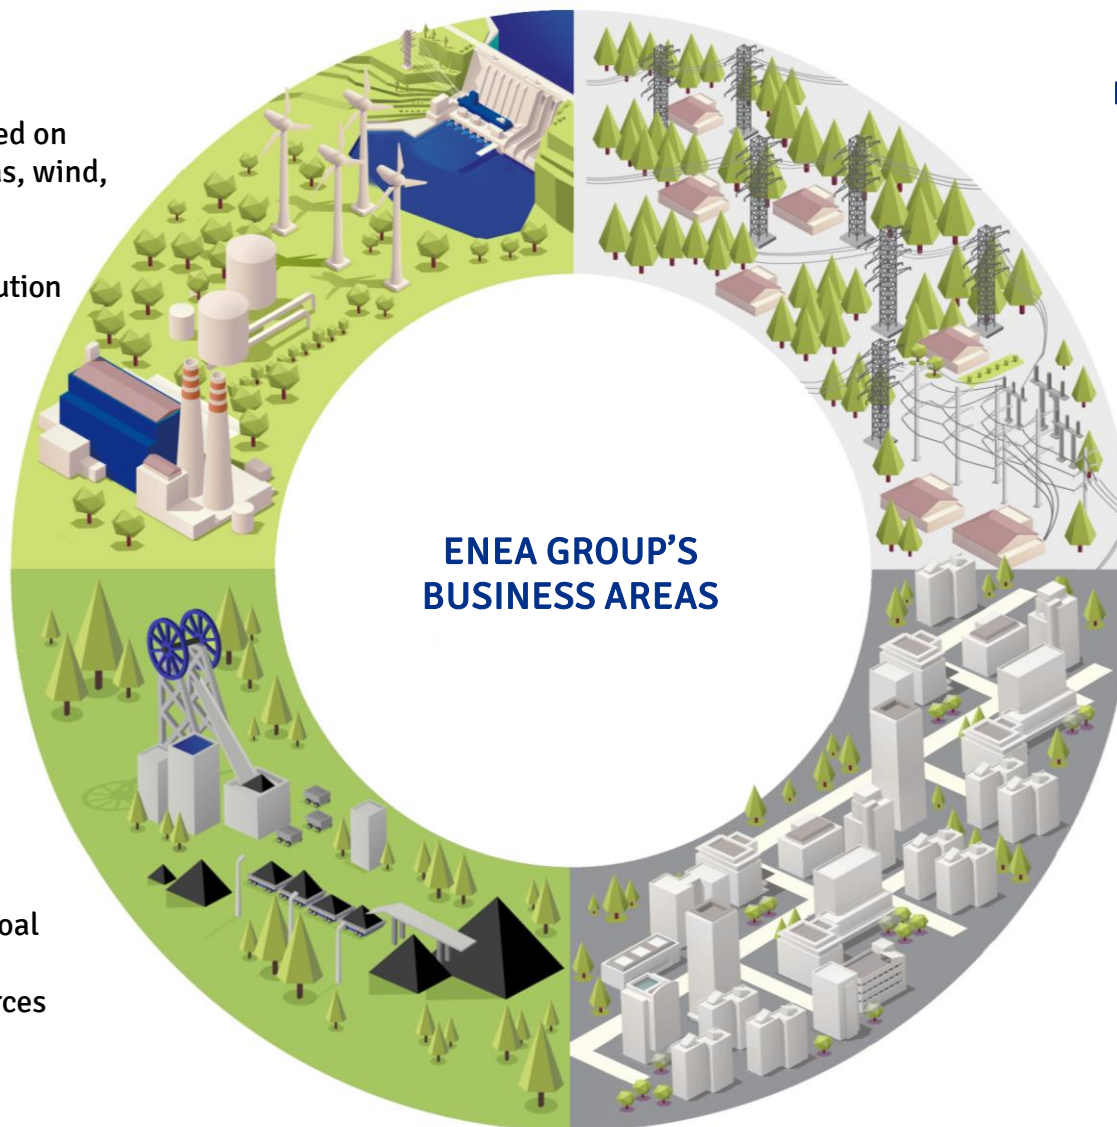 ed on
s, wind,
ution
ENEA GROUP'S
BUSINESS AREAS
oal
rces